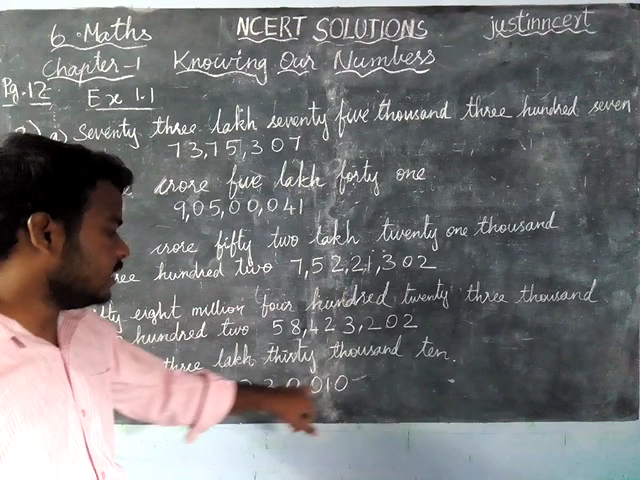 6. Maths NCERT SOLUTIONS justinncert
Chapter-1 Knowing Our Numbers
Pg.12 Ex 1.1
a) Seventy three lakh seventy five thousand three hundred seven
73,75,307
crore five lakh forty one
9,05,00,041
crore fifty two lakh twenty one thousand
hundred two 7,52,21,302
eight million four hundred twenty three thousand
hundred two 58,423,202
three lakh thirty thousand ten.
30,010